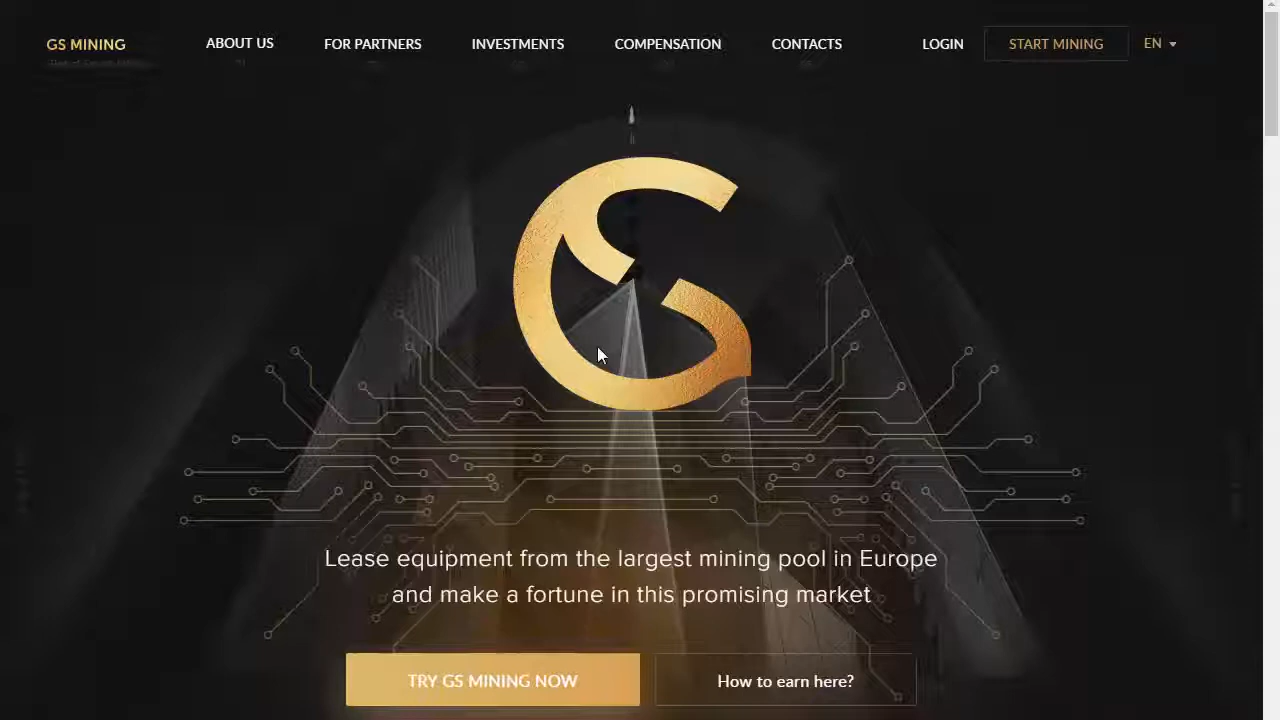 GS MINING
ABOUT US
FOR PARTNERS
INVESTMENTS
COMPENSATION
CONTACTS
LOGIN
START MINING
EN
Lease equipment from the largest mining pool in Europe
and make a fortune in this promising market
TRY GS MINING NOW
How to earn here?